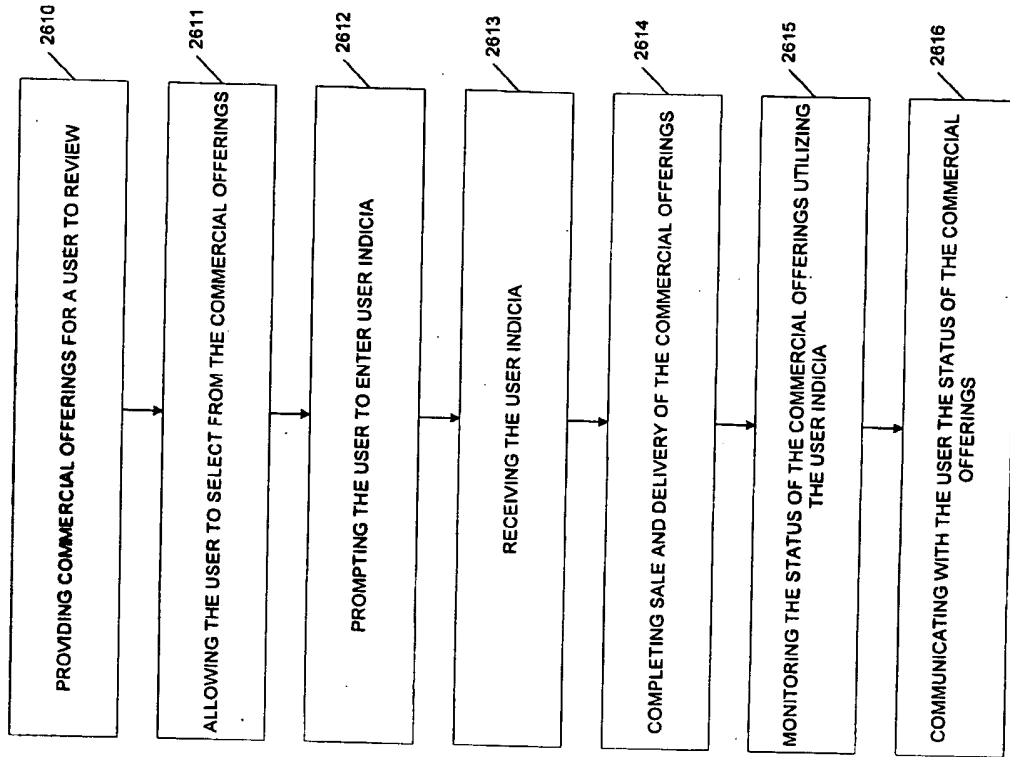 2610
PROVIDING COMMERCIAL OFFERINGS FOR A USER TO REVIEW
2611
ALLOWING THE USER TO SELECT FROM THE COMMERCIAL OFFERINGS
2612
PROMPTING THE USER TO ENTER USER INDICIA
2613
RECEIVING THE USER INDICIA
2614
COMPLETING SALE AND DELIVERY OF THE COMMERCIAL OFFERINGS
2615
MONITORING THE STATUS OF THE COMMERCIAL OFFERINGS UTILIZING
THE USER INDICIA
2616
COMMUNICATING WITH THE USER THE STATUS OF THE COMMERCIAL
OFFERINGS